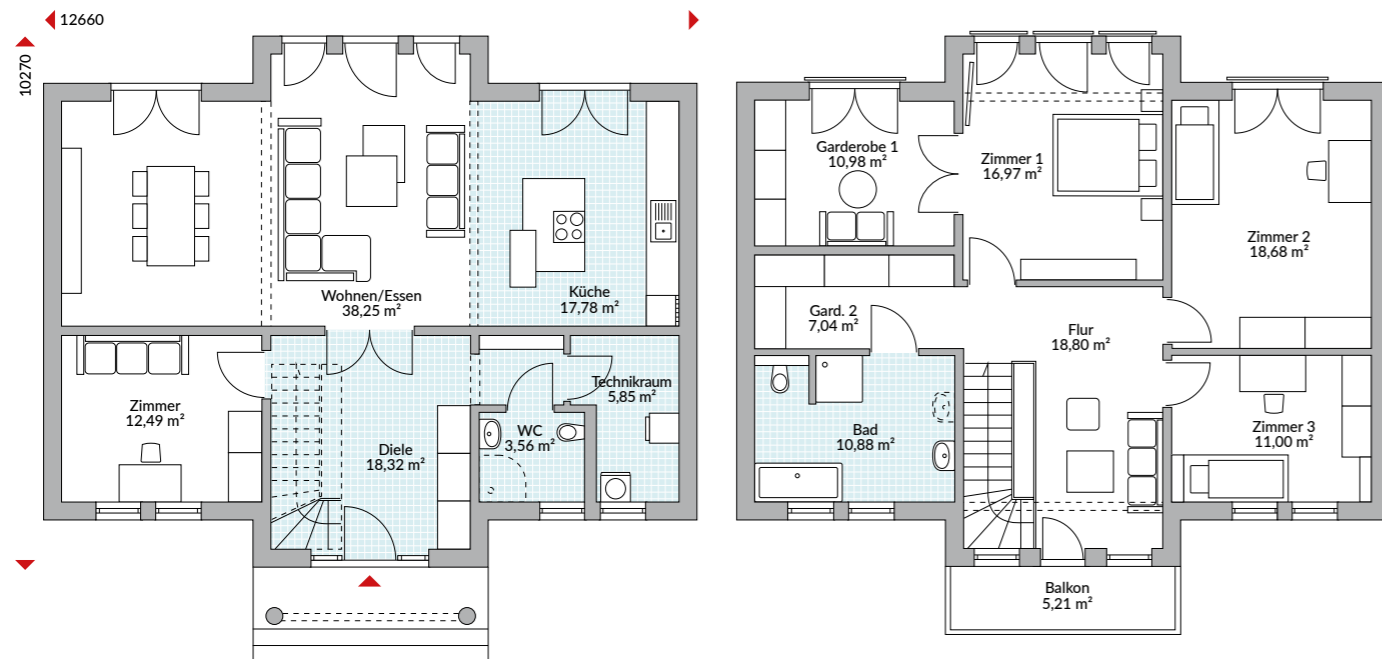 12660
10270
Wohnen/Essen
38,25 m²
Küche
17,78 m²
Zimmer
12,49 m²
Diele
18,32 m²
WC
3,56 m²
Technikraum
5,85 m²
Garderobe 1
10,98 m²
Zimmer 1
16,97 m²
Zimmer 2
18,68 m²
Gard. 2
7,04 m²
Flur
18,80 m²
Bad
10,88 m²
Zimmer 3
11,00 m²
Balkon
5,21 m²